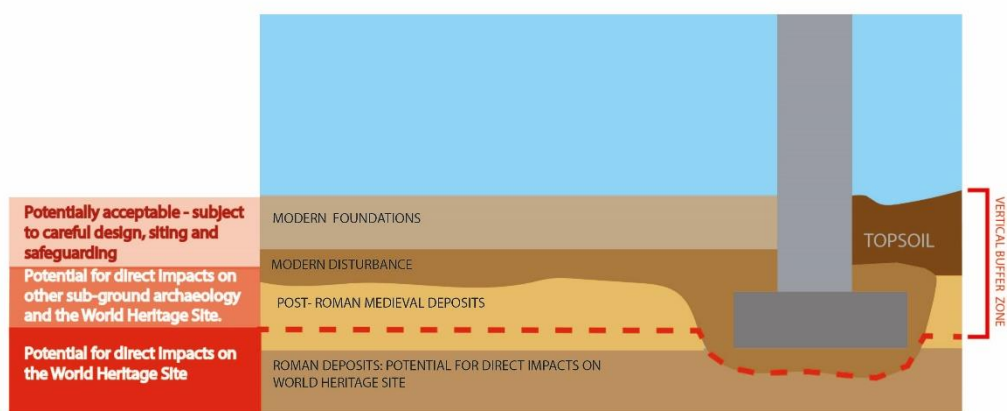 Potentially acceptable - subject
to careful design, siting and
safeguarding
Potential for direct impacts on
other sub-ground archaeology
and the World Heritage Site.
Potential for direct impacts on
the World Heritage Site
MODERN FOUNDATIONS
MODERN DISTURBANCE
POST- ROMAN MEDIEVAL DEPOSITS
ROMAN DEPOSITS: POTENTIAL FOR DIRECT IMPACTS ON
WORLD HERITAGE SITE
TOPSOIL
VERTICAL BUFFER ZONE